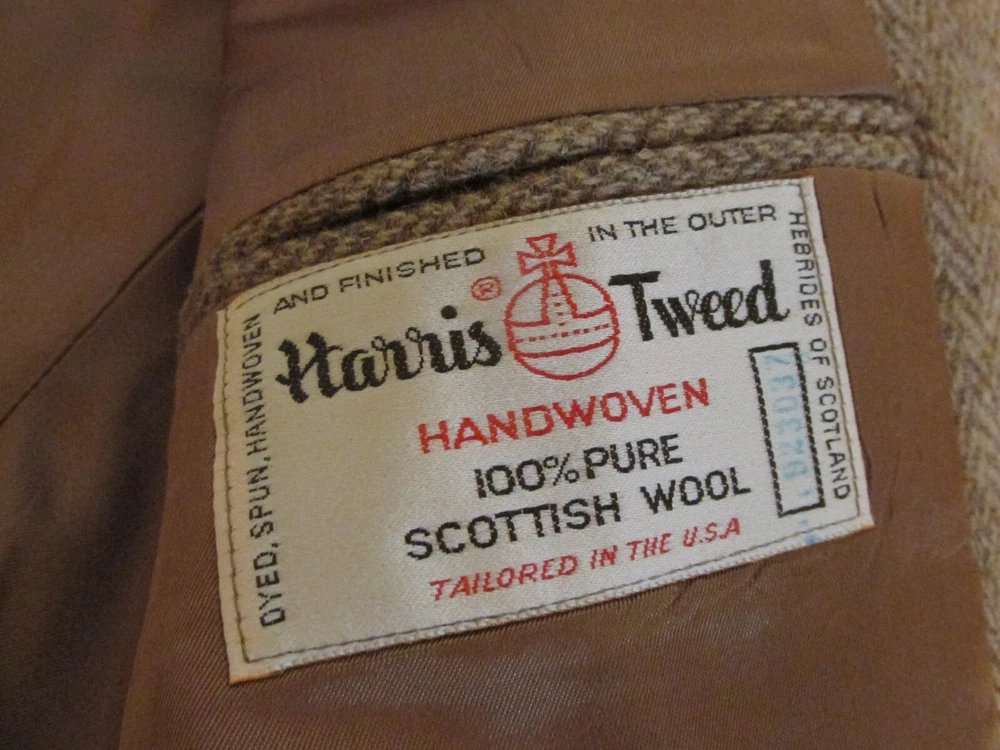 DYED, SPUN, HANDWOVEN
AND FINISHED
IN THE OUTER
HEBRIDES OF SCOTLAND
Harris ® Tweed
HANDWOVEN
100% PURE
SCOTTISH WOOL
TAILORED IN THE U.S.A